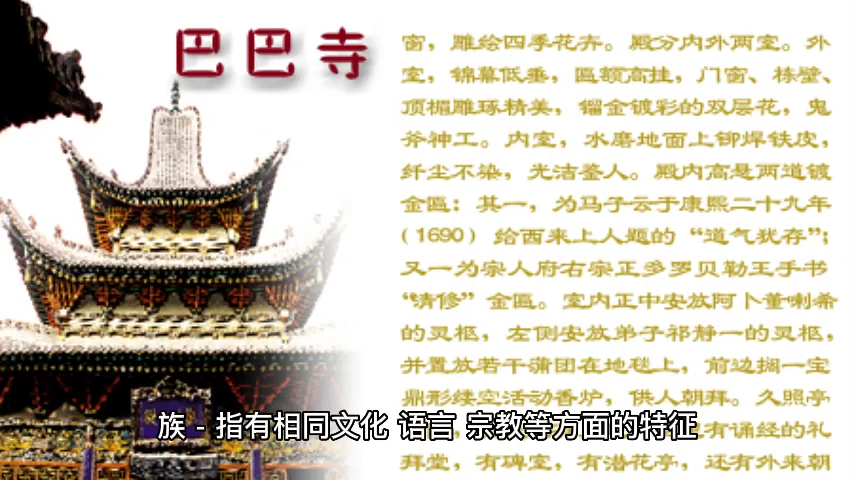 巴巴寺
窗，雕绘四季花卉。殿分内外两室。外
室，锦幕低垂，匾额高挂，门窗、栋壁、
顶楣雕琢精美，镏金镀彩的双层花，鬼
斧神工。内室，水磨地面上铆焊铁皮，
纤尘不染，光洁鉴人。殿内高悬两道镀
金匾：其一，为马子云于康熙二十九年
（1690）给西来上人题的“道气犹存”；
又一为宗人府右宗正多罗贝勒王手书
“清修”金匾。室内正中安放阿卜董喇希
的灵柩，左侧安放弟子祁静一的灵柩，
并置放若干蒲团在地毯上，前边搁一宝
鼎形缕空活动香炉，供人朝拜。久照亭
有诵经的礼
拜堂，有碑室，有潜花亭，还有外来朝
族 - 指有相同文化 语言 宗教等方面的特征